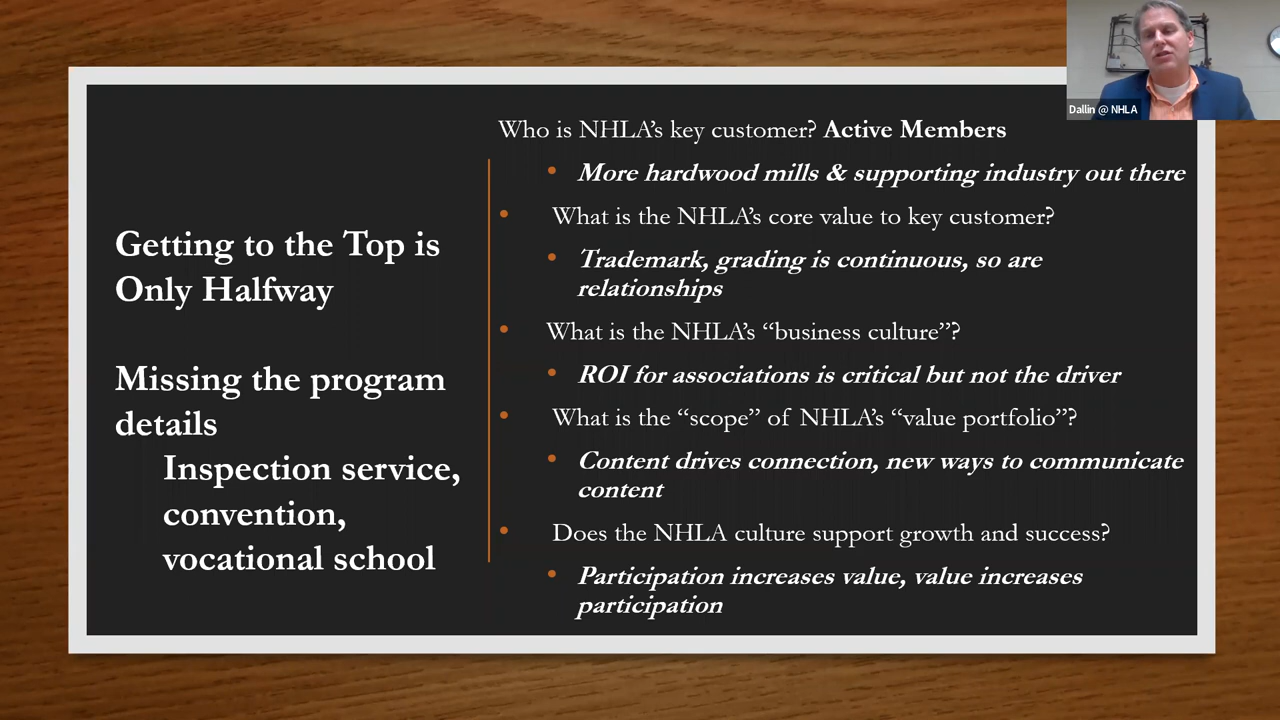 Getting to the Top is
Only Halfway
Missing the program
details
Inspection service,
convention,
vocational school
Who is NHLA’s key customer? Active Members
• More hardwood mills & supporting industry out there
• What is the NHLA’s core value to key customer?
• Trademark, grading is continuous, so are
relationships
• What is the NHLA’s “business culture”?
• ROI for associations is critical but not the driver
• What is the “scope” of NHLA’s “value portfolio”?
• Content drives connection, new ways to communicate
content
• Does the NHLA culture support growth and success?
• Participation increases value, value increases
participation
Dallin @ NHLA